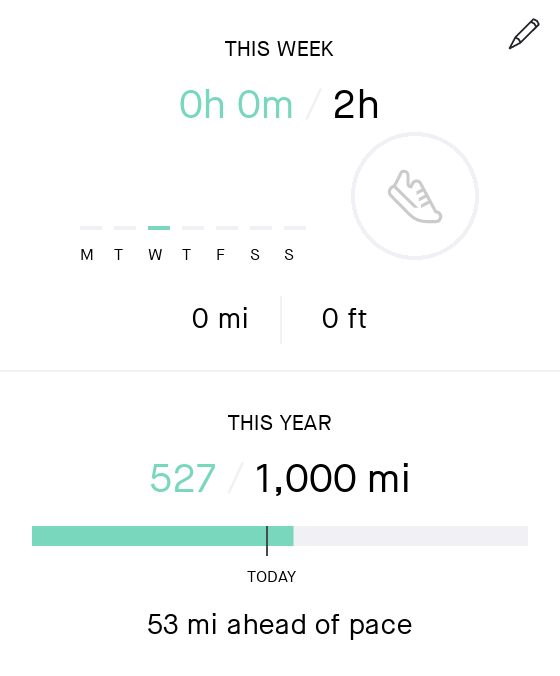 THIS WEEK
0h 0m / 2h
M T W T F S S
0 mi 0 ft
THIS YEAR
527 / 1,000 mi
TODAY
53 mi ahead of pace